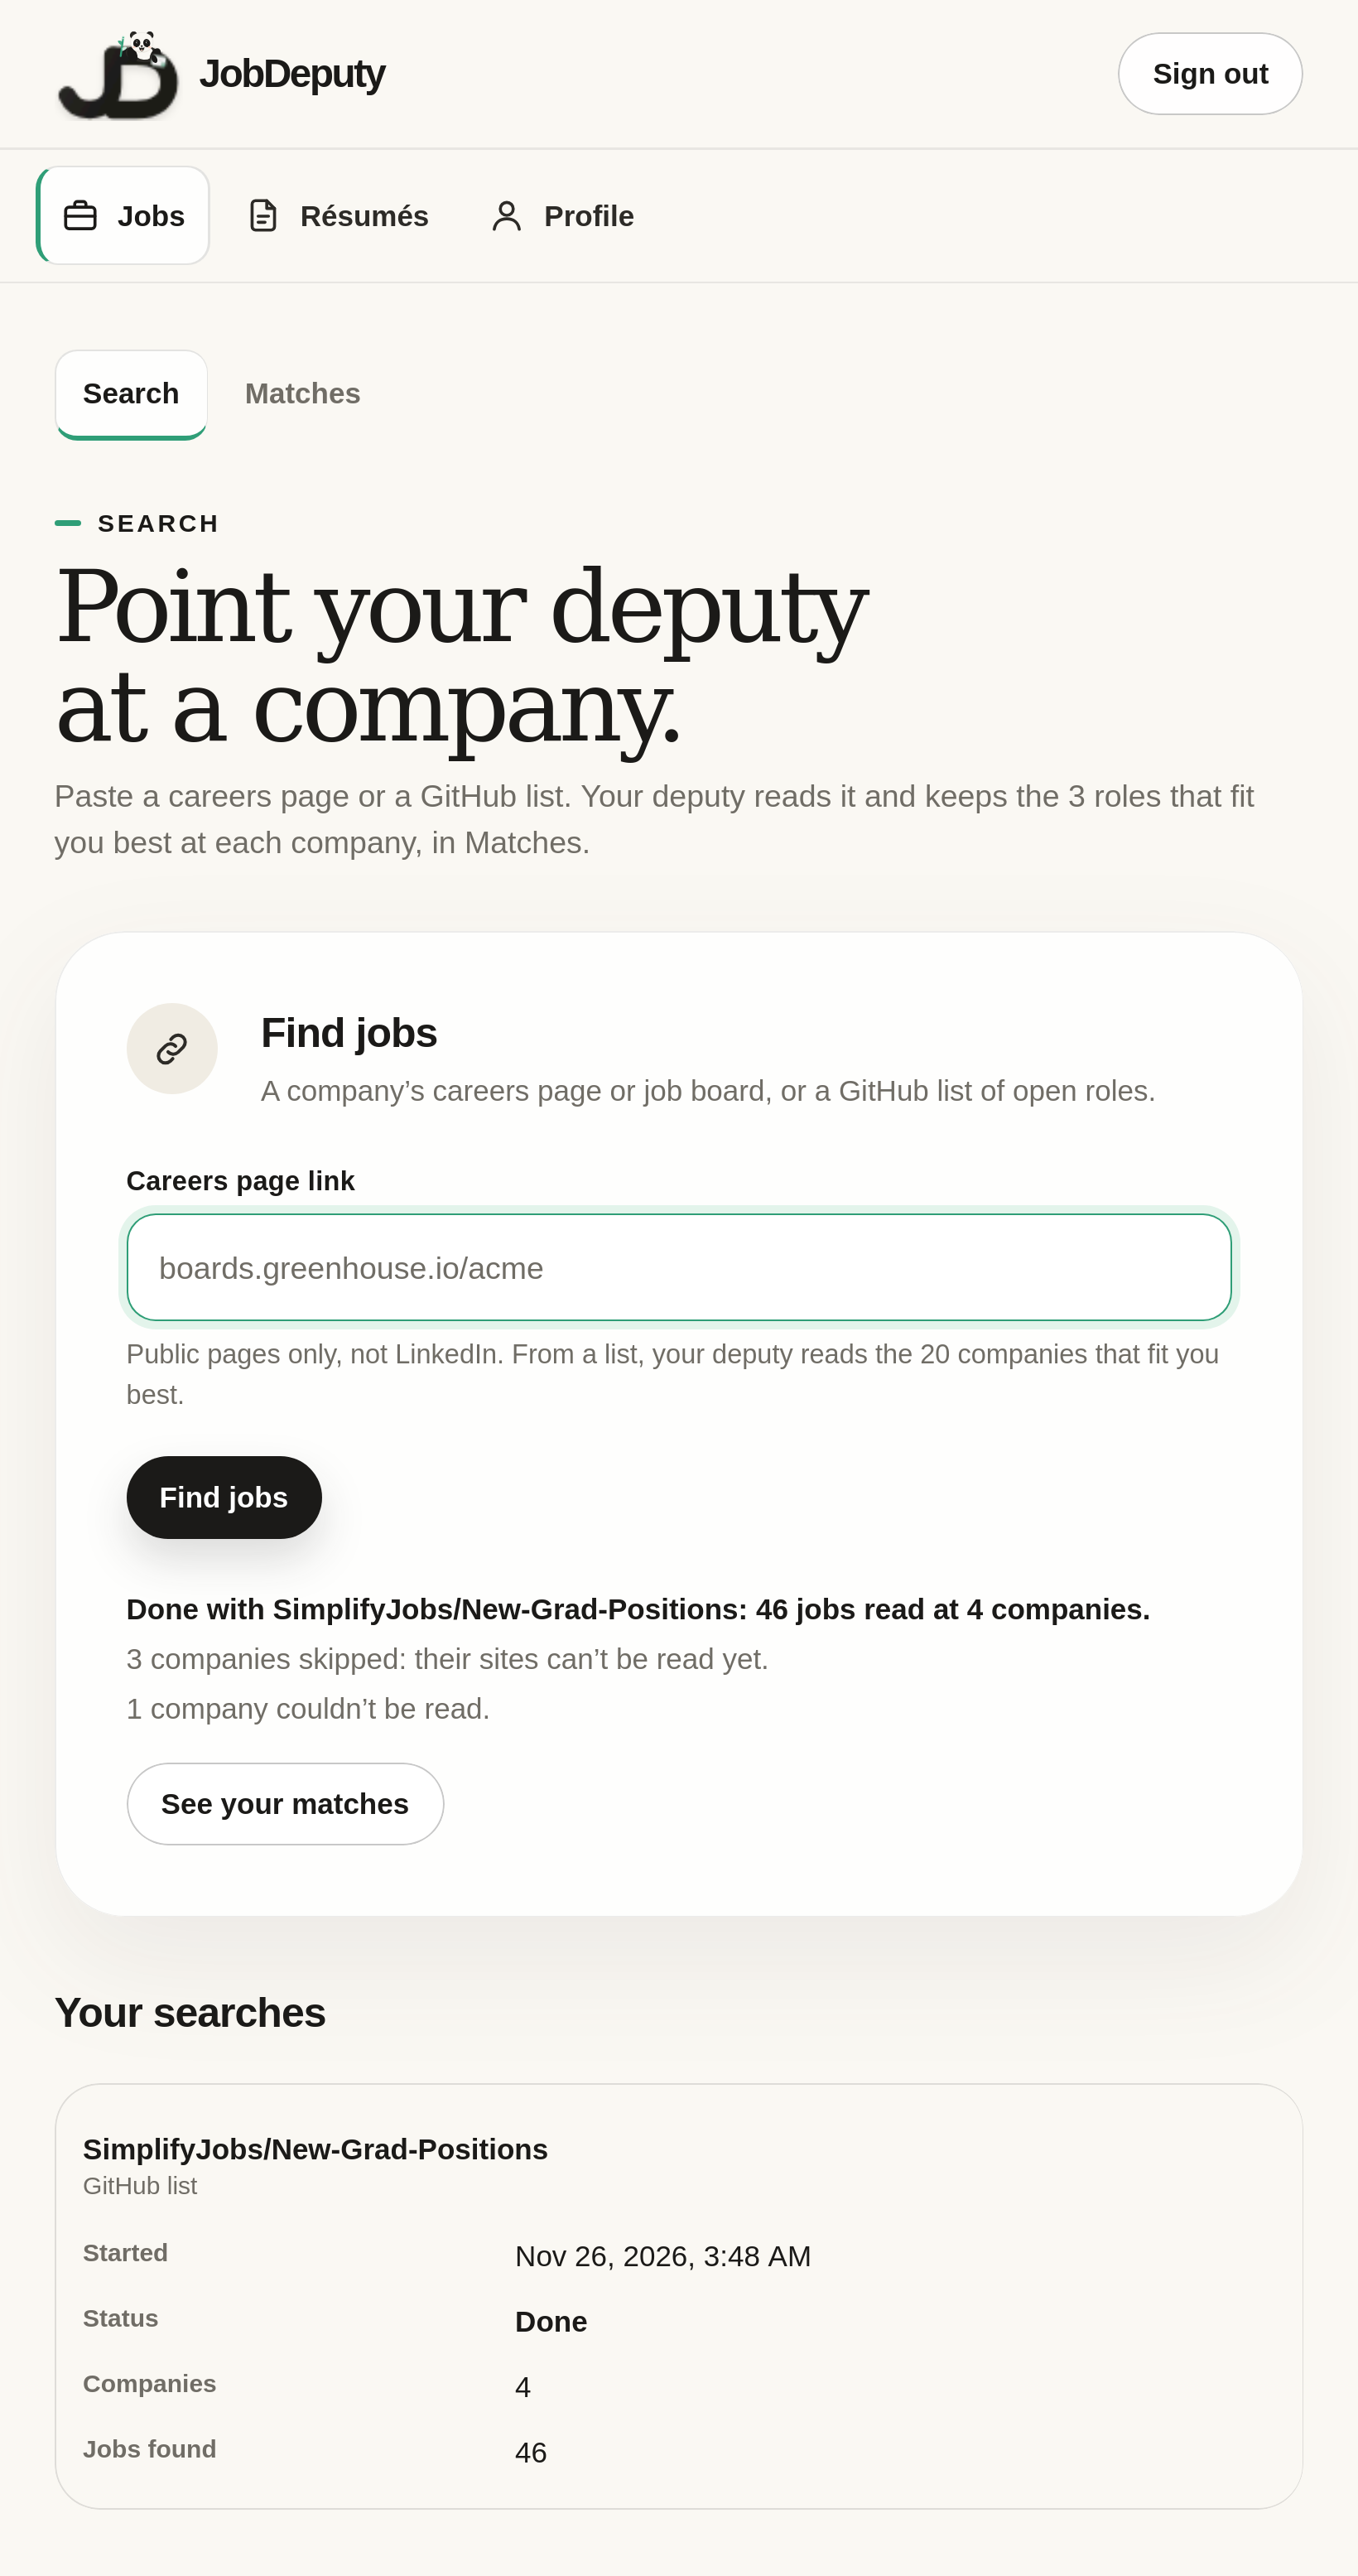 JD JobDeputy
Sign out
Jobs
Résumés
Profile
Search
Matches
SEARCH
Point your deputy
at a company.
Paste a careers page or a GitHub list. Your deputy reads it and keeps the 3 roles that fit
you best at each company, in Matches.
Find jobs
A company’s careers page or job board, or a GitHub list of open roles.
Careers page link
boards.greenhouse.io/acme
Public pages only, not LinkedIn. From a list, your deputy reads the 20 companies that fit you
best.
Find jobs
Done with SimplifyJobs/New-Grad-Positions: 46 jobs read at 4 companies.
3 companies skipped: their sites can’t be read yet.
1 company couldn’t be read.
See your matches
Your searches
SimplifyJobs/New-Grad-Positions
GitHub list
Started Nov 26, 2026, 3:48 AM
Status Done
Companies 4
Jobs found 46